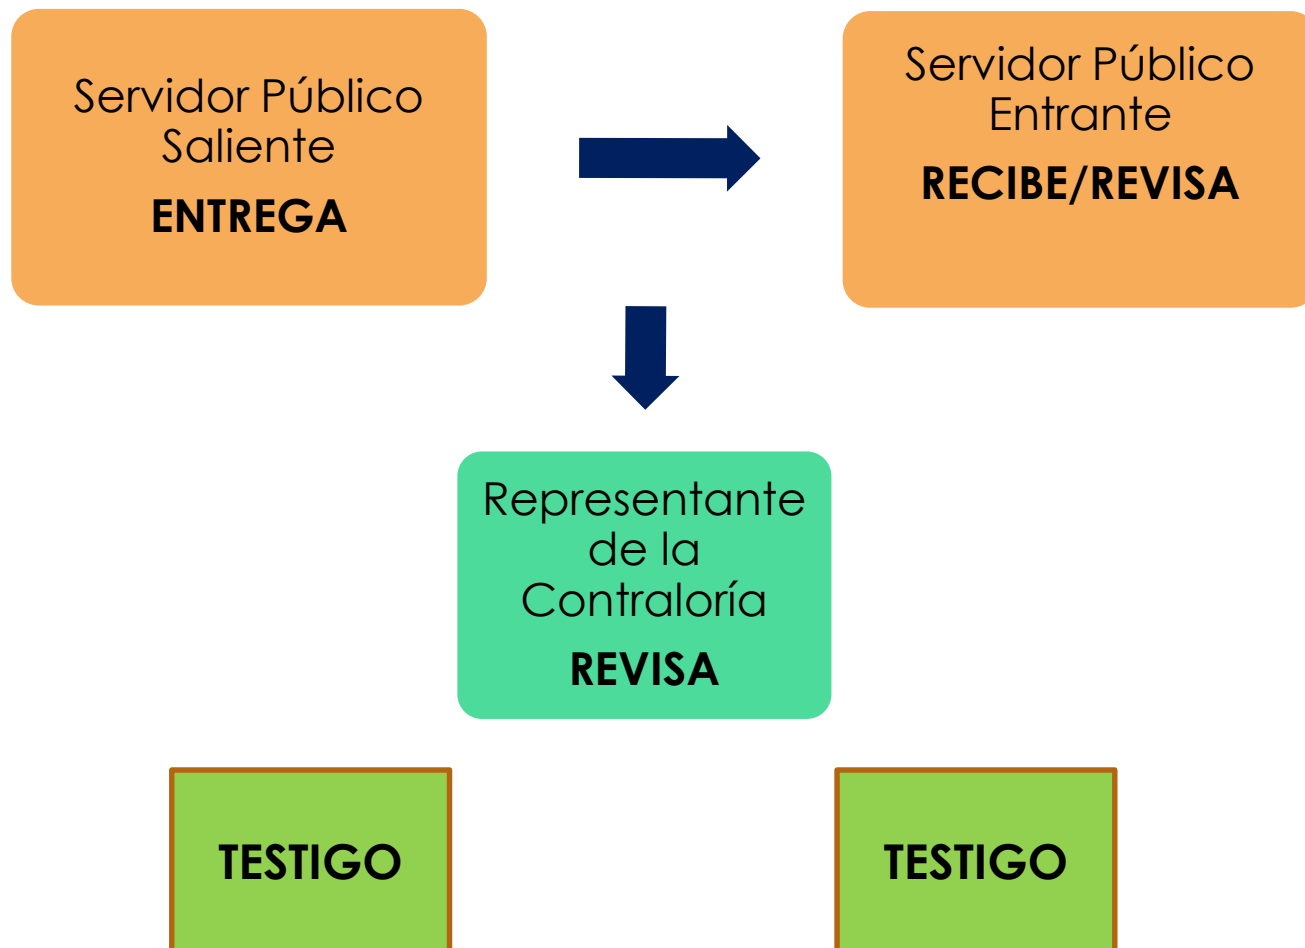 Servidor Público
Saliente
ENTREGA
Servidor Público
Entrante
RECIBE/REVISA
Representante
de la
Contraloría
REVISA
TESTIGO
TESTIGO